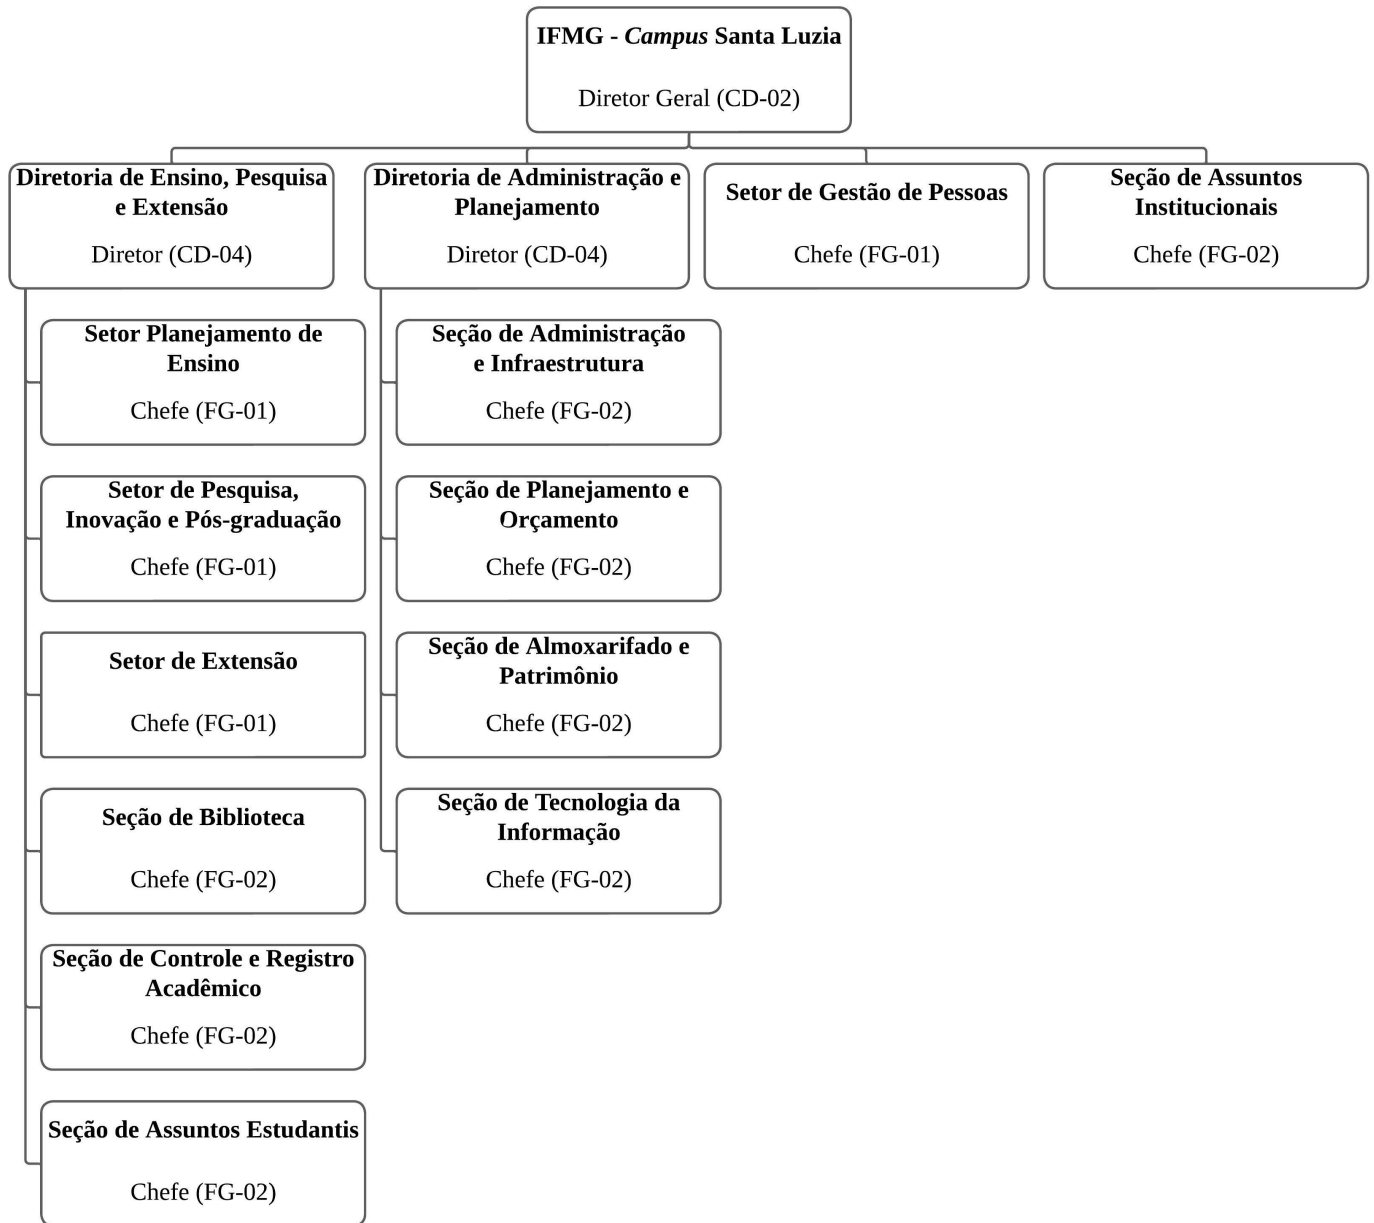 IFMG - Campus Santa Luzia
Diretor Geral (CD-02)
Diretoria de Ensino, Pesquisa
e Extensão
Diretor (CD-04)
Diretoria de Administração e
Planejamento
Diretor (CD-04)
Setor de Gestão de Pessoas
Chefe (FG-01)
Seção de Assuntos
Institucionais
Chefe (FG-02)
Setor Planejamento de
Ensino
Chefe (FG-01)
Setor de Pesquisa,
Inovação e Pós-graduação
Chefe (FG-01)
Setor de Extensão
Chefe (FG-01)
Seção de Biblioteca
Chefe (FG-02)
Seção de Controle e Registro
Acadêmico
Chefe (FG-02)
Seção de Assuntos Estudantis
Chefe (FG-02)
Seção de Administração
e Infraestrutura
Chefe (FG-02)
Seção de Planejamento e
Orçamento
Chefe (FG-02)
Seção de Almoxarifado e
Patrimônio
Chefe (FG-02)
Seção de Tecnologia da
Informação
Chefe (FG-02)